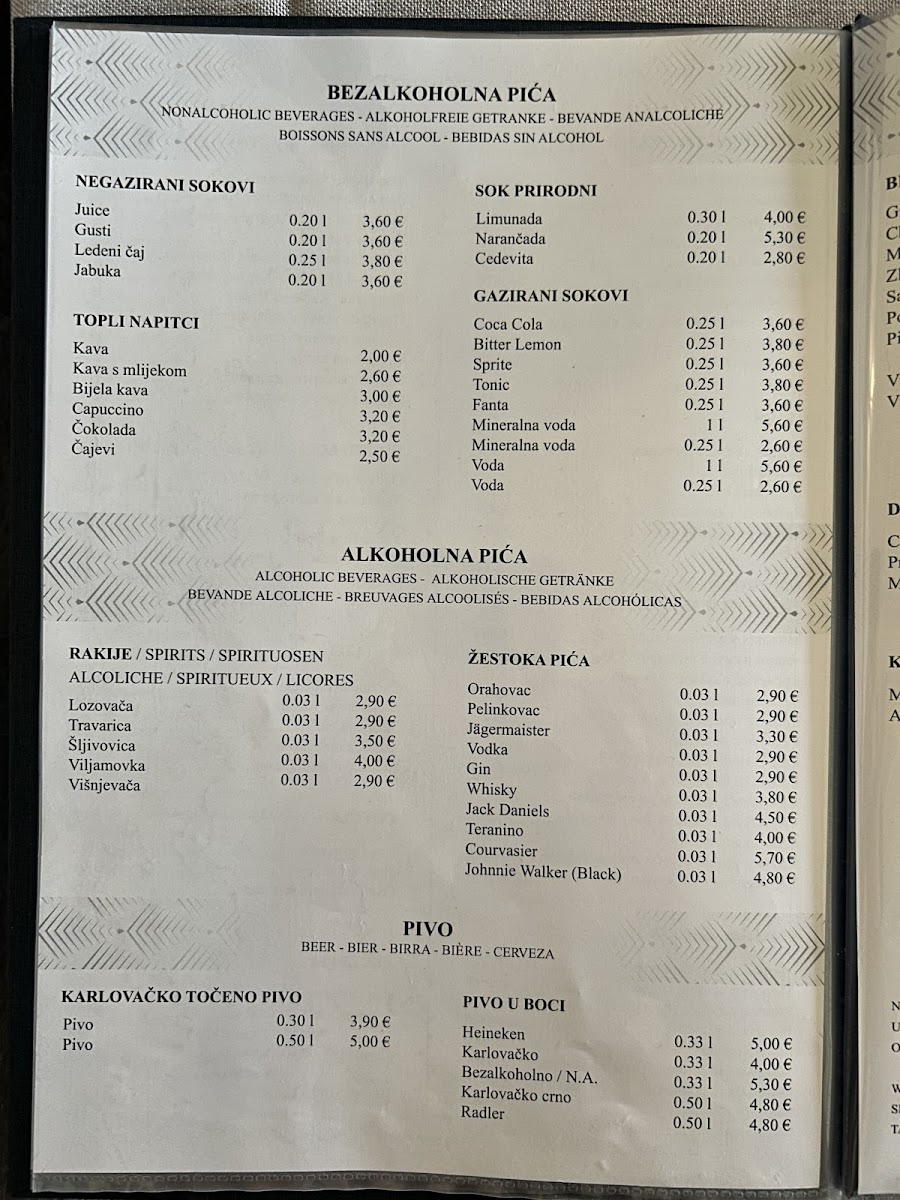 BEZALKOHOLNA PIĆA
NONALCOHOLIC BEVERAGES - ALKOHOLFREIE GETRANKE - BEVANDE ANALCOLICHE
BOISSONS SANS ALCOOL - BEBIDAS SIN ALCOHOL
NEGAZIRANI SOKOVI
Juice 0.20 l 3,60 €
Gusti 0.20 l 3,60 €
Ledeni čaj 0.25 l 3,80 €
Jabuka 0.20 l 3,60 €
TOPLI NAPITCI
Kava 2,00 €
Kava s mlijekom 2,60 €
Bijela kava 3,00 €
Capuccino 3,20 €
Čokolada 3,20 €
Čajevi 2,50 €
SOK PRIRODNI
Limunada 0.30 l 4,00 €
Narančada 0.20 l 5,30 €
Cedevita 0.20 l 2,80 €
GAZIRANI SOKOVI
Coca Cola 0.25 l 3,60 €
Bitter Lemon 0.25 l 3,80 €
Sprite 0.25 l 3,60 €
Tonic 0.25 l 3,80 €
Fanta 0.25 l 3,60 €
Mineralna voda 1 l 5,60 €
Mineralna voda 0.25 l 2,60 €
Voda 1 l 5,60 €
Voda 0.25 l 2,60 €
ALKOHOLNA PIĆA
ALCOHOLIC BEVERAGES - ALKOHOLISCHE GETRÄNKE
BEVANDE ALCOLICHE - BREUVAGES ALCOOLISÉS - BEBIDAS ALCOHÓLICAS
RAKIJE / SPIRITS / SPIRITUOSEN
ALCOLICHE / SPIRITUEUX / LICORES
Lozovača 0.03 l 2,90 €
Travarica 0.03 l 2,90 €
Šljivovica 0.03 l 3,50 €
Viljamovka 0.03 l 4,00 €
Višnjevača 0.03 l 2,90 €
ŽESTOKA PIĆA
Orahovac 0.03 l 2,90 €
Pelinkovac 0.03 l 2,90 €
Jägermaister 0.03 l 3,30 €
Vodka 0.03 l 2,90 €
Gin 0.03 l 2,90 €
Whisky 0.03 l 3,80 €
Jack Daniels 0.03 l 4,50 €
Teranino 0.03 l 4,00 €
Courvasier 0.03 l 5,70 €
Johnnie Walker (Black) 0.03 l 4,80 €
PIVO
BEER - BIER - BIRRA - BIÈRE - CERVEZA
KARLOVAČKO TOČENO PIVO
Pivo 0.30 l 3,90 €
Pivo 0.50 l 5,00 €
PIVO U BOCI
Heineken 0.33 l 5,00 €
Karlovačko 0.33 l 4,00 €
Bezalkoholno / N.A. 0.33 l 5,30 €
Karlovačko crno 0.50 l 4,80 €
Radler 0.50 l 4,80 €